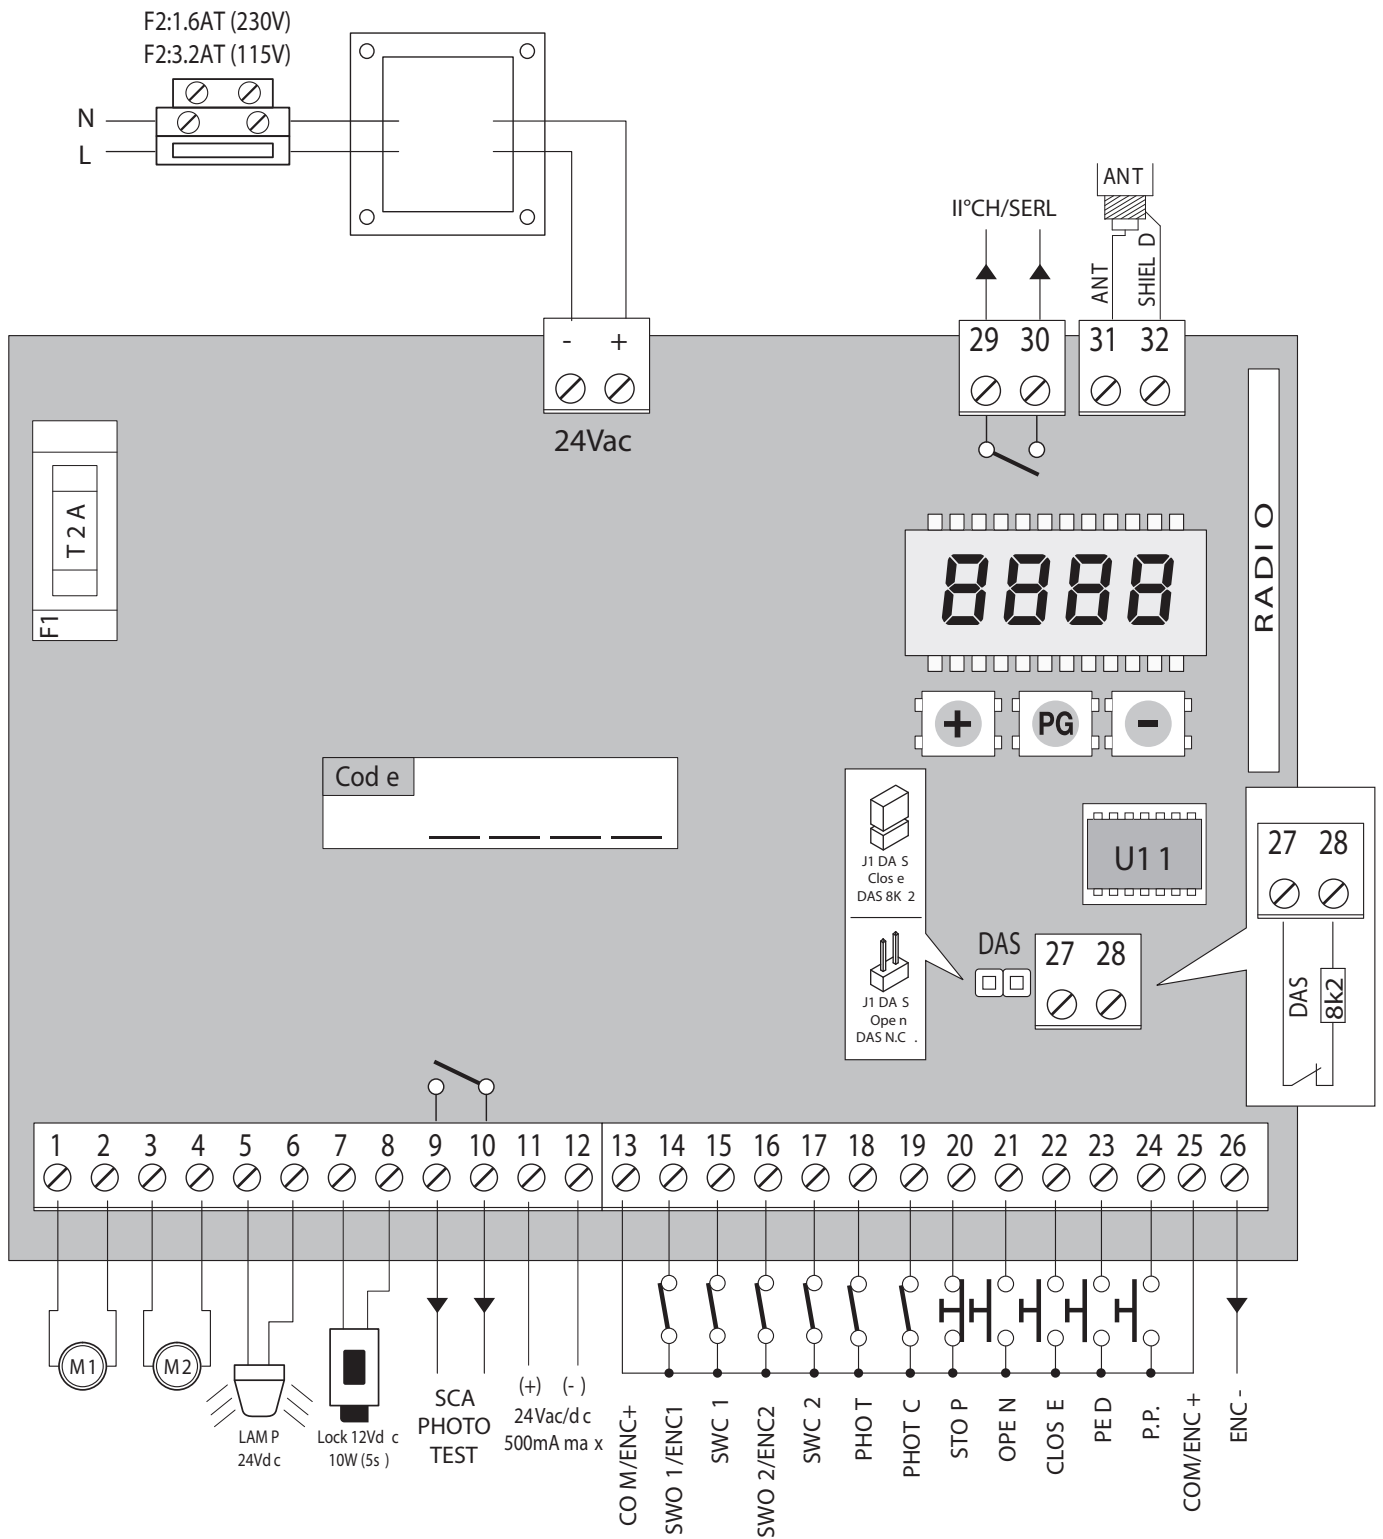 F2:1.6AT (230V)
F2:3.2AT (115V)
N
L
II°CH/SERL
ANT
ANT
SHIEL D
- +
24Vac
29 30
31 32
T 2 A
F1
RADI O
8888
+ PG -
Cod e
J1 DA S
Clos e
DAS 8K 2
J1 DA S
Ope n
DAS N.C .
U1 1
DAS
27 28
27 28
DAS
8k2
1 2 3 4 5 6 7 8 9 10 11 12 13 14 15 16 17 18 19 20 21 22 23 24 25 26
M1
M2
LAM P
24Vd c
Lock 12Vd c
10W (5s )
SCA
PHOTO
TEST
(+) (-)
24Vac/d c
500mA ma x
CO M/ENC+
SWO 1/ENC1
SWC 1
SWO 2/ENC2
SWC 2
PHO T
PHOT C
STO P
OPE N
CLOS E
PE D
P.P.
COM/ENC +
ENC -